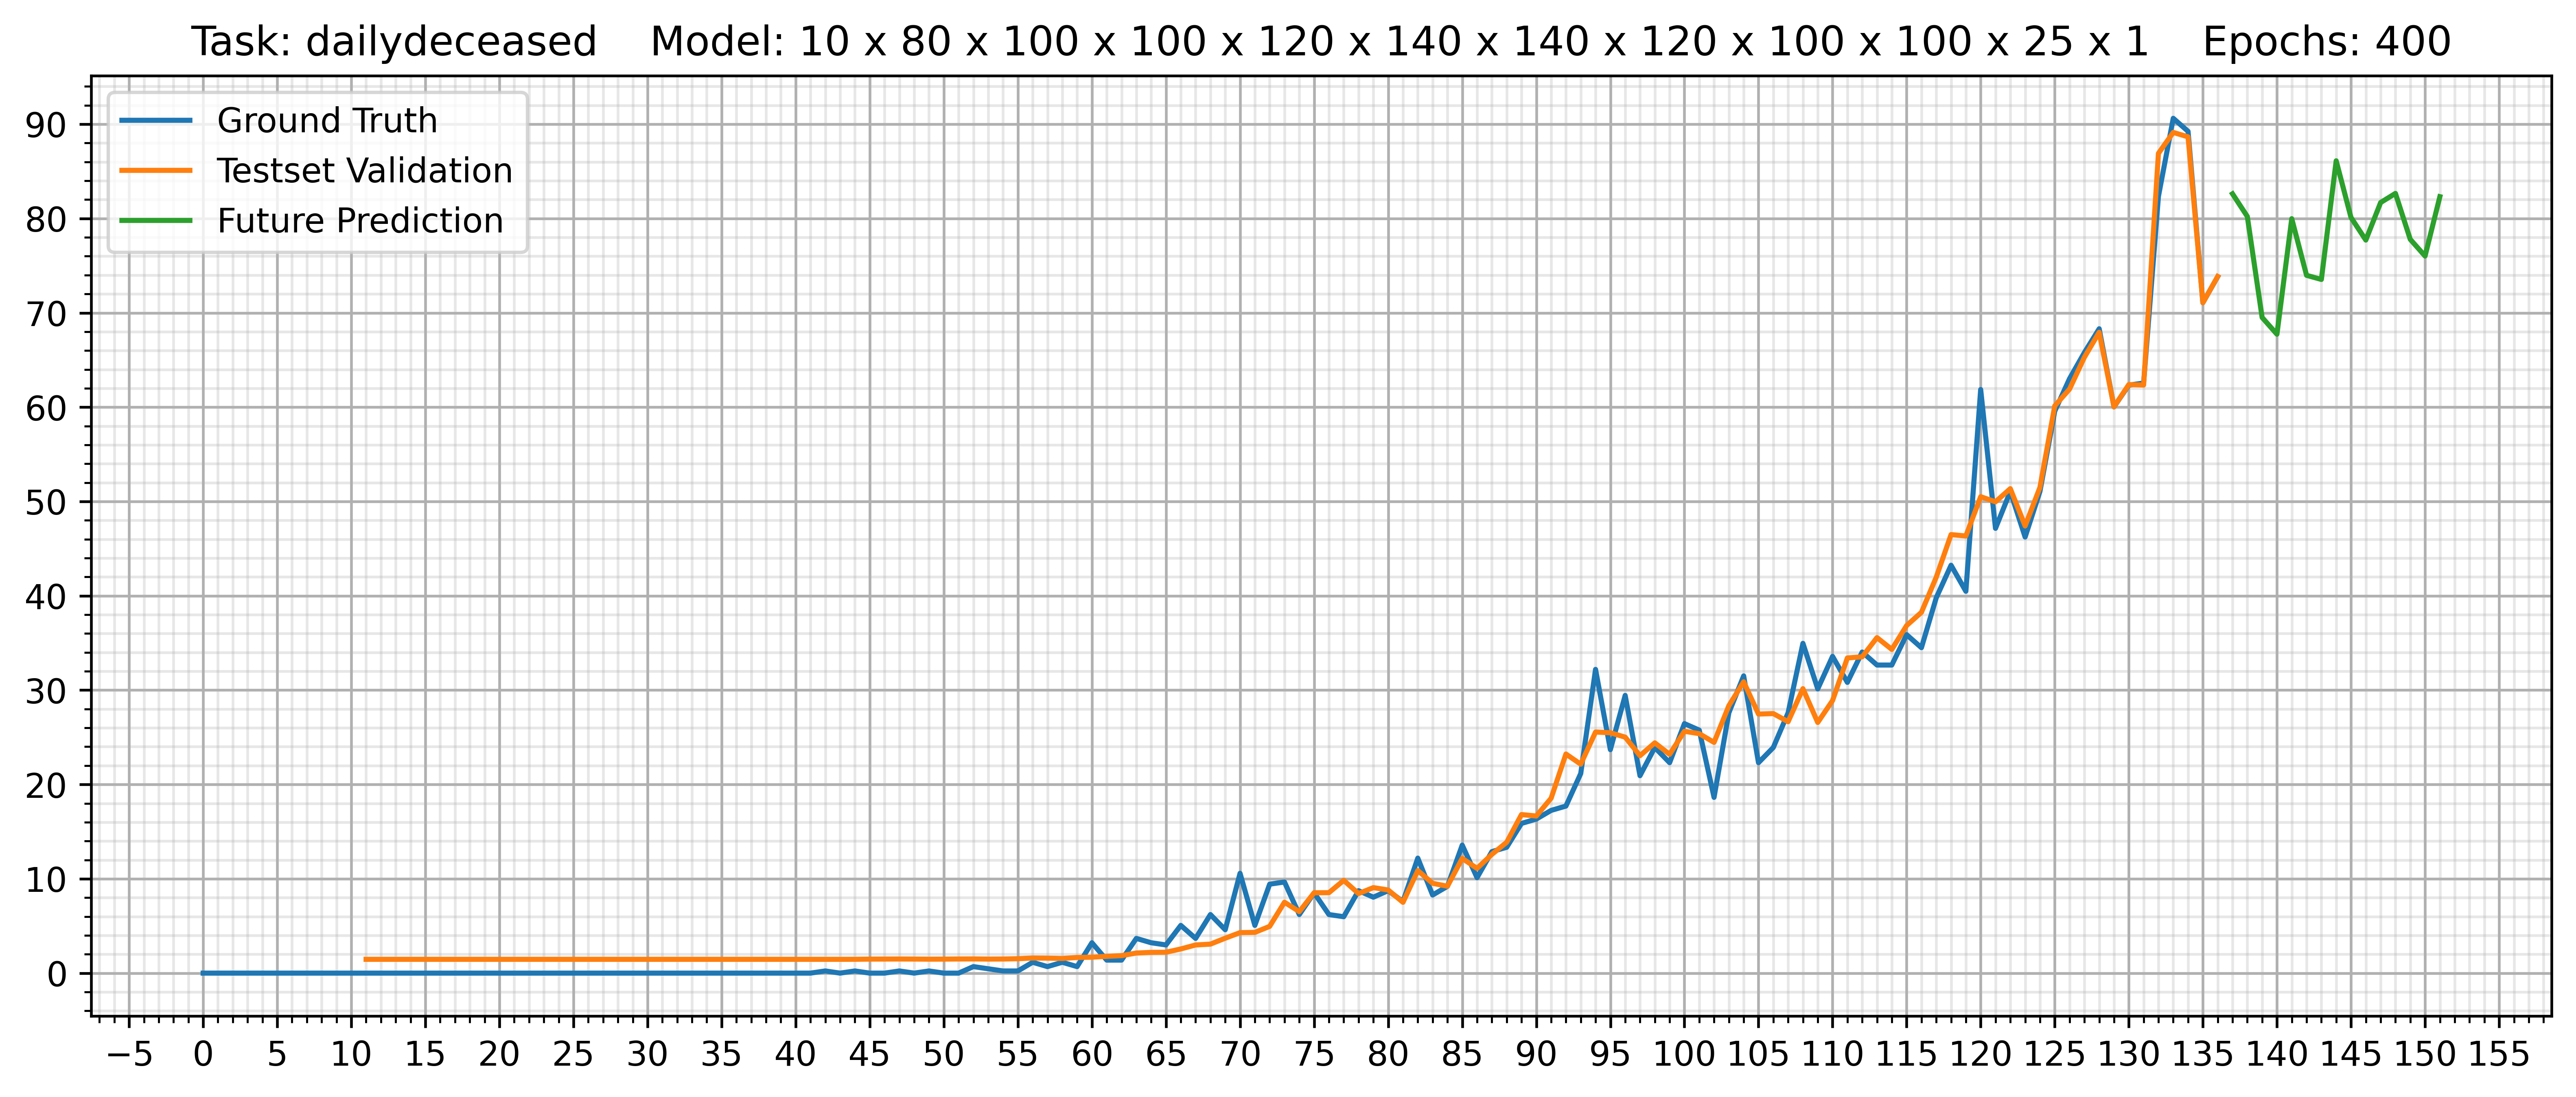 Task: dailydeceased    Model: 10 x 80 x 100 x 100 x 120 x 140 x 140 x 120 x 100 x 100 x 25 x 1    Epochs: 400
Ground Truth
Testset Validation
Future Prediction
90
80
70
60
50
40
30
20
10
0
−5 0 5 10 15 20 25 30 35 40 45 50 55 60 65 70 75 80 85 90 95 100 105 110 115 120 125 130 135 140 145 150 155